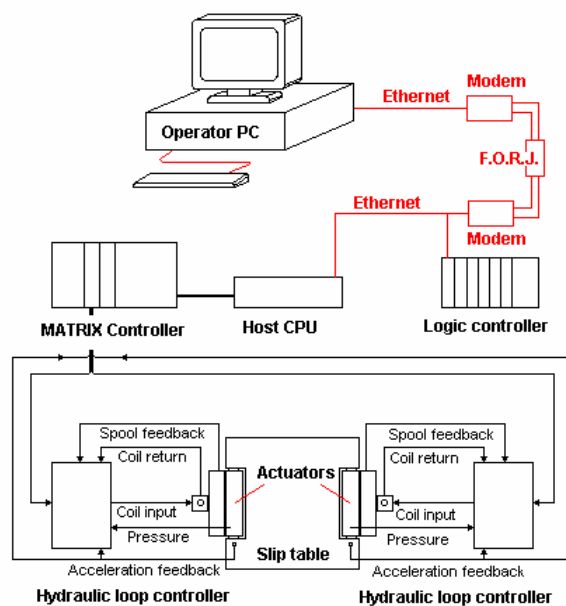 Modem
Ethernet
Operator PC
F.O.R.J.
Ethernet
Modem
MATRIX Controller
Host CPU
Logic controller
Spool feedback
Spool feedback
Coil return
Coil return
Actuators
Coil input
Coil input
Pressure
Pressure
Slip table
Acceleration feedback
Acceleration feedback
Hydraulic loop controller
Hydraulic loop controller